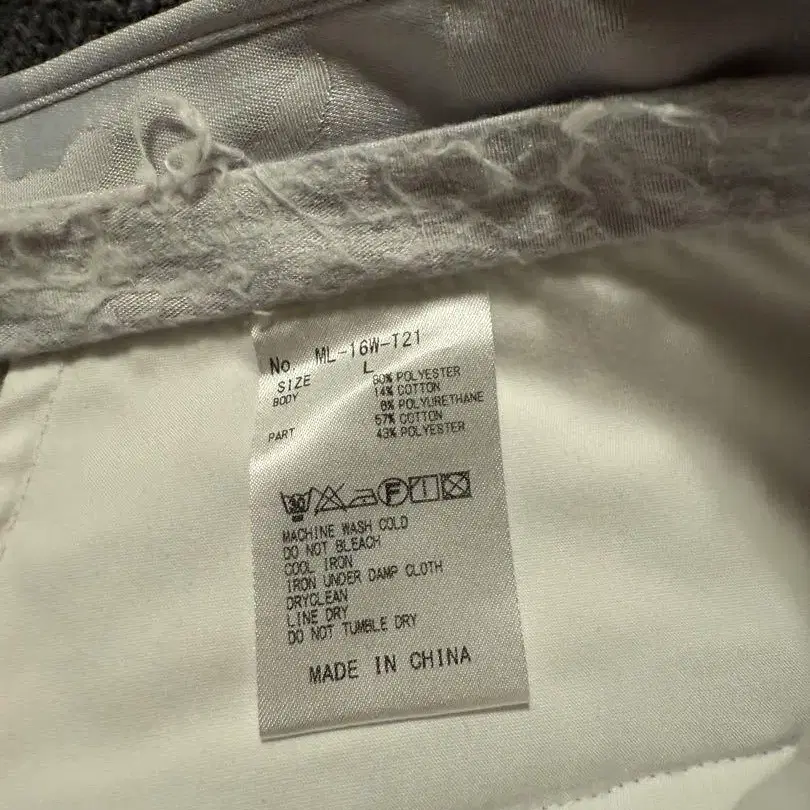 No. ML-16W-T21
SIZE L
BODY 80% POLYESTER
14% COTTON
6% POLYURETHANE
57% COTTON
PART 43% POLYESTER
30
F
MACHINE WASH COLD
DO NOT BLEACH
COOL IRON
IRON UNDER DAMP CLOTH
DRYCLEAN
LINE DRY
DO NOT TUMBLE DRY
MADE IN CHINA